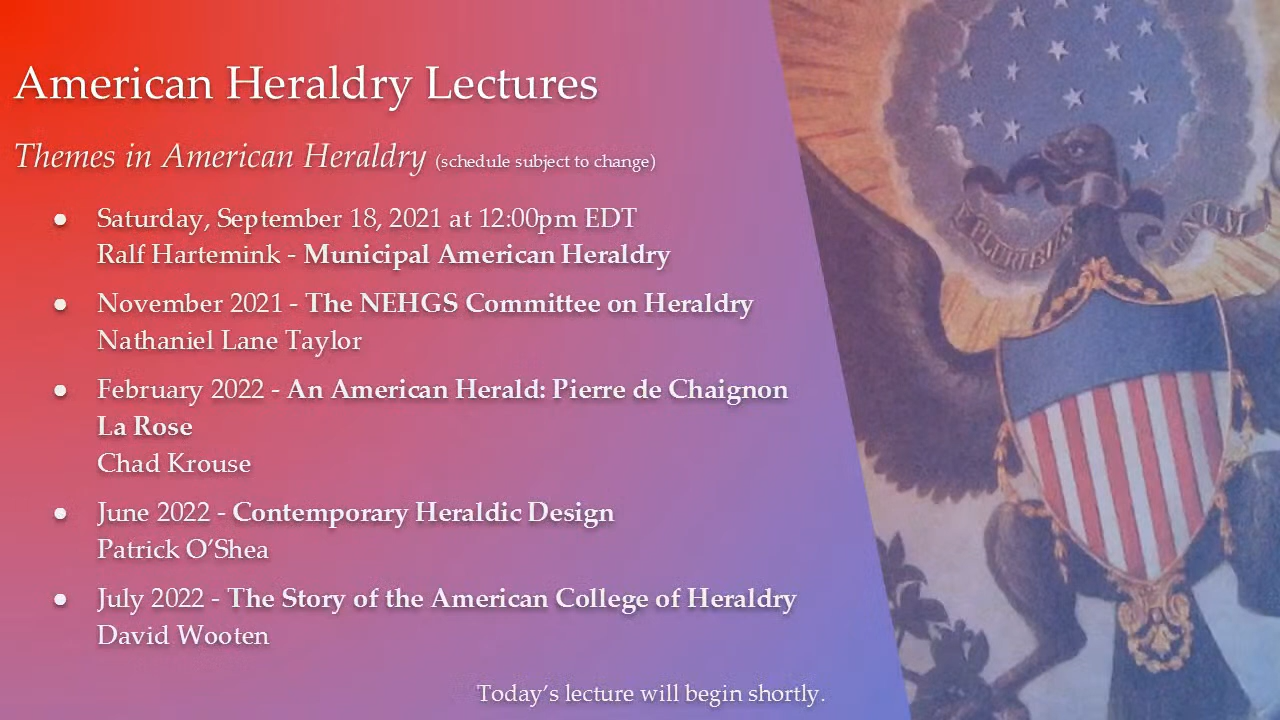 American Heraldry Lectures
Themes in American Heraldry (schedule subject to change)
● Saturday, September 18, 2021 at 12:00pm EDT
Ralf Hartemink - Municipal American Heraldry
● November 2021 - The NEHGS Committee on Heraldry
Nathaniel Lane Taylor
● February 2022 - An American Herald: Pierre de Chaignon
La Rose
Chad Krouse
● June 2022 - Contemporary Heraldic Design
Patrick O’Shea
● July 2022 - The Story of the American College of Heraldry
David Wooten
Today’s lecture will begin shortly.
E PLURIBUS UNUM